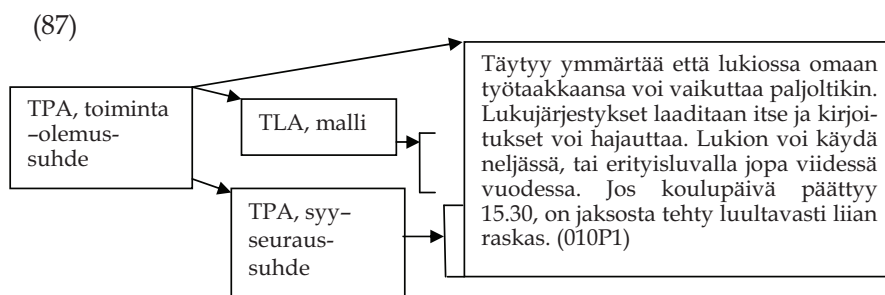 (87)
TPA, toiminta
–olemus-
suhde
TLA, malli
TPA, syy–
seuraus-
suhde
Täytyy ymmärtää että lukiossa omaan
työtaakkaansa voi vaikuttaa paljoltikin.
Lukujärjestykset laaditaan itse ja kirjoi-
tukset voi hajauttaa. Lukion voi käydä
neljässä, tai erityisluvalla jopa viidessä
vuodessa. Jos koulupäivä päättyy
15.30, on jaksosta tehty luultavasti liian
raskas. (010P1)